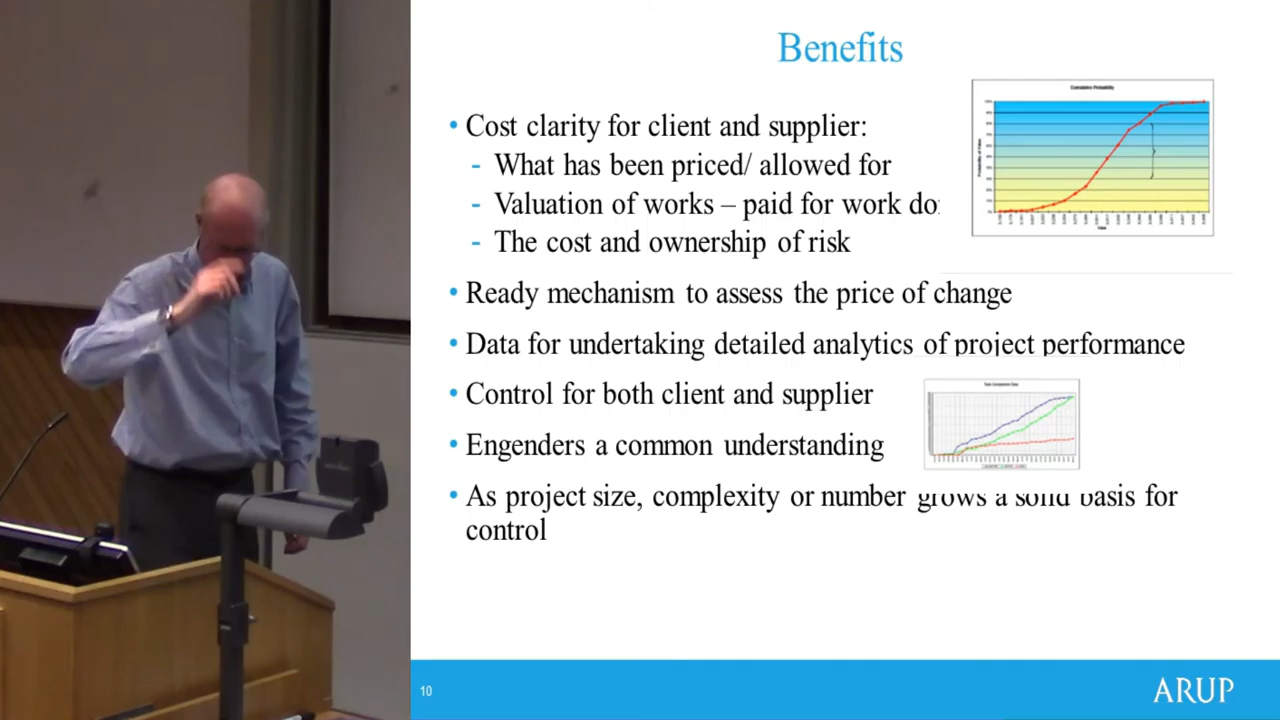 Benefits
• Cost clarity for client and supplier:
- What has been priced/ allowed for
- Valuation of works – paid for work
- The cost and ownership of risk
• Ready mechanism to assess the price of change
• Data for undertaking detailed analytics of project performance
• Control for both client and supplier
• Engenders a common understanding
• As project size, complexity or number grows a solid basis for
control
Cumulative Probability
10
ARUP